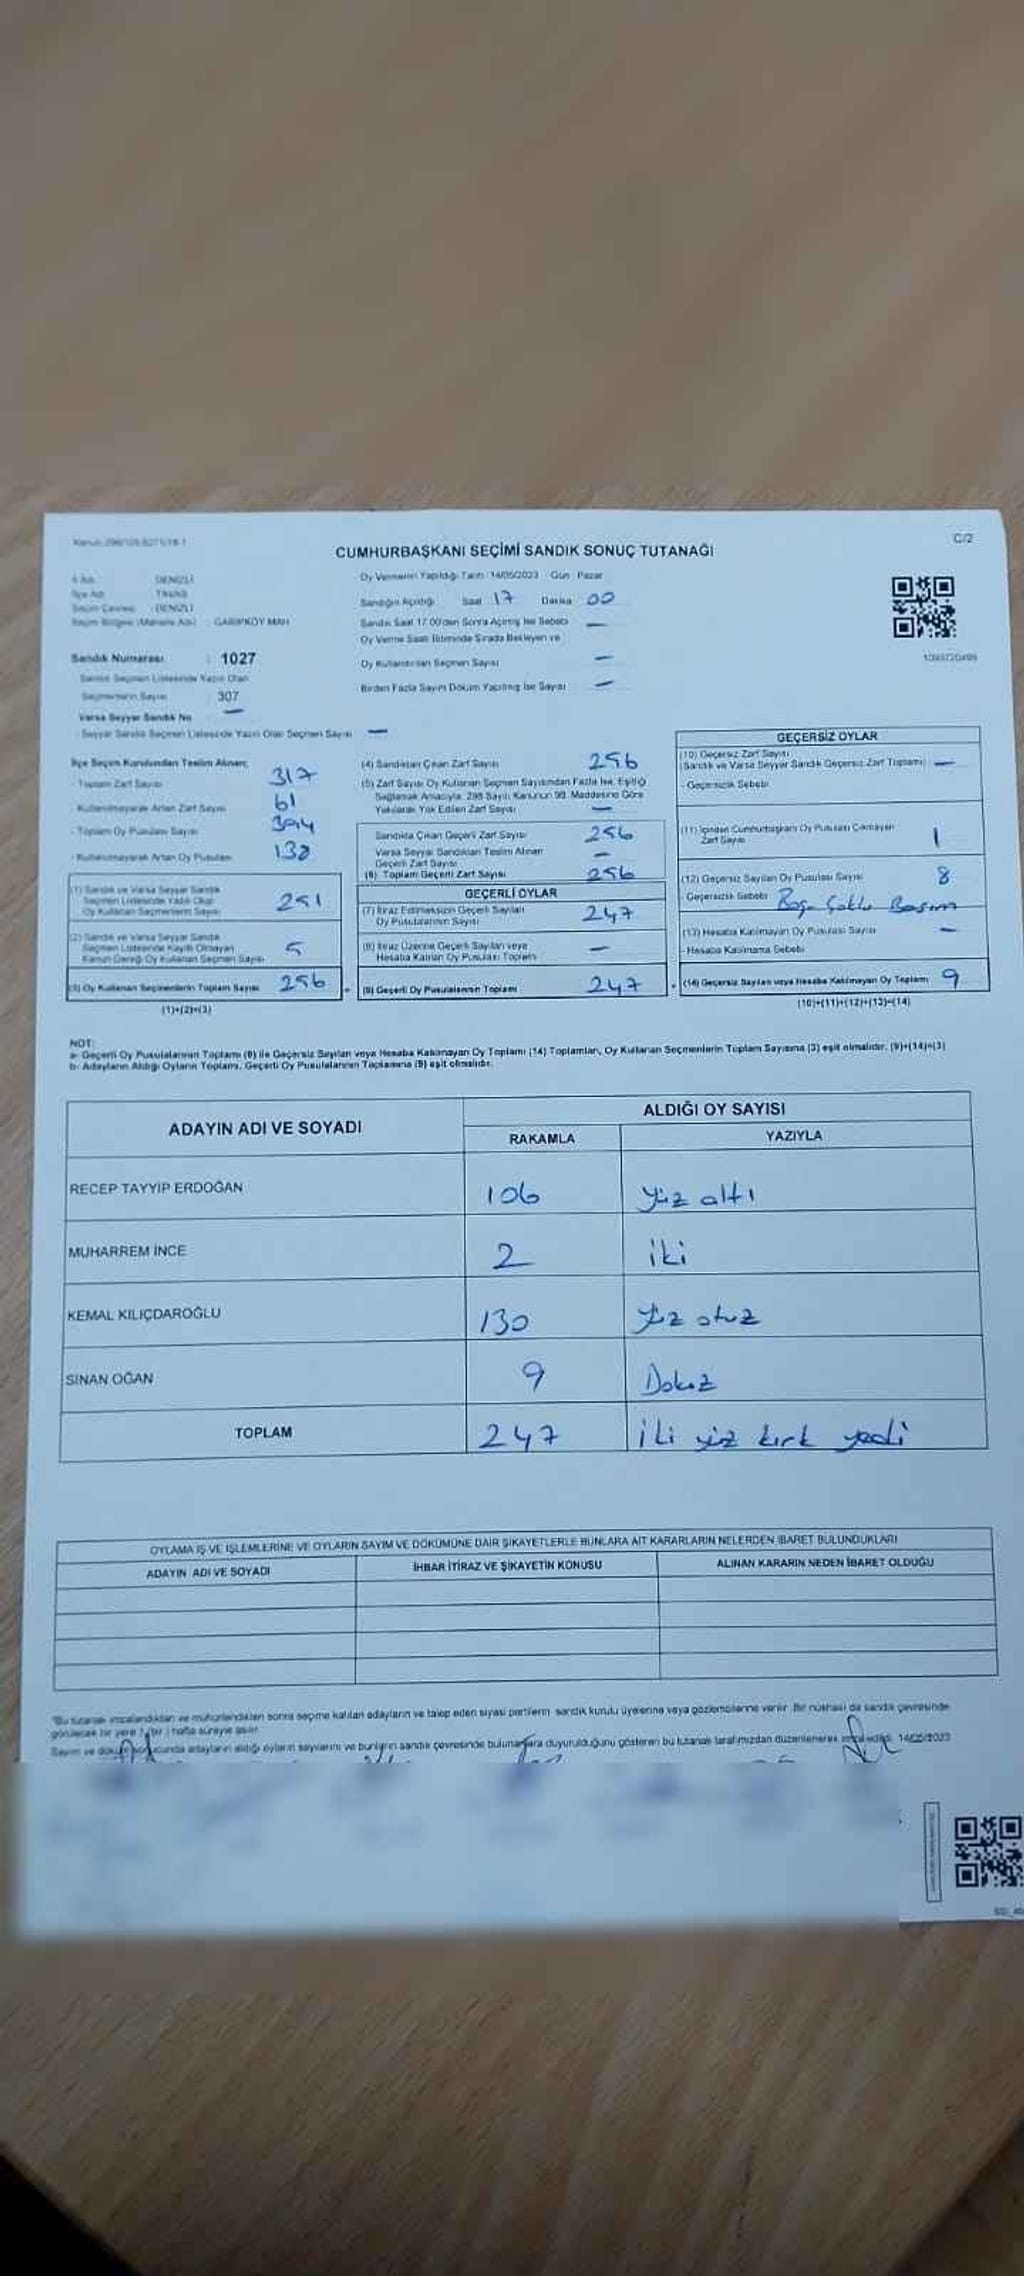 C/2
CUMHURBAŞKANI SEÇİMİ SANDIK SONUÇ TUTANAĞI
İl Adı DENİZLİ
Oy Vermenin Yapıldığı Tarih 14/05/2023 Gün Pazar
Seçim Çevresi DENİZLİ
Sandığın Açıldığı Saat 17 Dakika 00
Seçim Bölgesi (Mahalle Adı) GARIPKÖY MAH
Sandık Saat 17.00'den Sonra Açılmış İse Sebebi —
Oy Verme Saati Bitiminde Sırada Bekleyen ve
Oy Kullandırılan Seçmen Sayısı —
Birden Fazla Sayım Döküm Yapılmış İse Sayısı —
Sandık Numarası : 1027
Sandık Seçmen Listesinde Yazılı Olan
Seçmenlerin Sayısı 307
Varsa Seyyar Sandık No —
- Seyyar Sandık Seçmen Listesinde Yazılı Olan Seçmen Sayısı —
İlçe Seçim Kurulundan Teslim Alınan;
- Toplam Zarf Sayısı 317
- Kullanılmayarak Artan Zarf Sayısı 61
- Toplam Oy Pusulası Sayısı 394
- Kullanılmayarak Artan Oy Pusulası 138
(1) Sandık ve Varsa Seyyar Sandık
Seçmen Listesinde Yazılı Olup
Oy Kullanan Seçmenlerin Sayısı 251
(2) Sandık ve Varsa Seyyar Sandık
Seçmen Listesinde Kayıtlı Olmayan
Kanun Gereği Oy Kullanan Seçmen Sayısı 5
(3) Oy Kullanan Seçmenlerin Toplam Sayısı 256
(1)+(2)=(3)
(4) Sandıktan Çıkan Zarf Sayısı 256
(5) Zarf Sayısı Oy Kullanan Seçmen Sayısından Fazla İse, Eşitliği
Sağlamak Amacıyla, 298 Sayılı Kanunun 98. Maddesine Göre
Yakılarak Yok Edilen Zarf Sayısı —
Sandıkta Çıkan Geçerli Zarf Sayısı 256
Varsa Seyyar Sandıktan Teslim Alınan
Geçerli Zarf Sayısı —
(6) Toplam Geçerli Zarf Sayısı 256
GEÇERLİ OYLAR
(7) İtiraz Edilmeksizin Geçerli Sayılan
Oy Pusulalarının Sayısı 247
(8) İtiraz Üzerine Geçerli Sayılan veya
Hesaba Katılan Oy Pusulası Toplamı —
(9) Geçerli Oy Pusulalarının Toplamı 247
GEÇERSİZ OYLAR
(10) Geçersiz Zarf Sayısı
(Sandık ve Varsa Seyyar Sandık Geçersiz Zarf Toplamı) —
- Geçersizlik Sebebi
(11) İçinden Cumhurbaşkanı Oy Pusulası Çıkmayan
Zarf Sayısı 1
(12) Geçersiz Sayılan Oy Pusulası Sayısı 8
- Geçersizlik Sebebi
(13) Hesaba Katılmayan Oy Pusulası Sayısı —
- Hesaba Katılmama Sebebi
(14) Geçersiz Sayılan veya Hesaba Katılmayan Oy Toplamı 9
(10)+(11)+(12)+(13)=(14)
NOT:
a- Geçerli Oy Pusulalarının Toplamı (9) ile Geçersiz Sayılan veya Hesaba Katılmayan Oy Toplamı (14) Toplamları, Oy Kullanan Seçmenlerin Toplam Sayısına (3) eşit olmalıdır. (9)+(14)=(3)
b- Adayların Aldığı Oyların Toplamı, Geçerli Oy Pusulalarının Toplamına (9) eşit olmalıdır.
ADAYIN ADI VE SOYADI
ALDIĞI OY SAYISI
RAKAMLA YAZIYLA
RECEP TAYYİP ERDOĞAN 106 Yüz altı
MUHARREM İNCE 2 iki
KEMAL KILIÇDAROĞLU 130 Yüz otuz
SİNAN OĞAN 9 Dokuz
TOPLAM 247 iki yüz kırk yedi
OYLAMA İŞ VE İŞLEMLERİNE VE OYLARIN SAYIM VE DÖKÜMÜNE DAİR ŞİKAYETLERLE BUNLARA AİT KARARLARIN NELERDEN İBARET BULUNDUKLARI
ADAYIN ADI VE SOYADI İHBAR İTİRAZ VE ŞİKAYETİN KONUSU ALINAN KARARIN NEDEN İBARET OLDUĞU
*Bu tutanak imzalandıktan ve mühürlendikten sonra seçime katılan adayların ve talep eden siyasi partilerin sandık kurulu üyelerine veya gözlemcilerine verilir. Bir nüshası da sandık çevresinde
görülecek bir yere 1 (bir) hafta süreyle asılır.
Sayım ve döküm sonucunda adayların aldığı oyların sayılarını ve bunların sandık çevresinde bulunanlara duyurulduğunu gösteren bu tutanak tarafımızdan düzenlenerek imza edildi. 14/05/2023